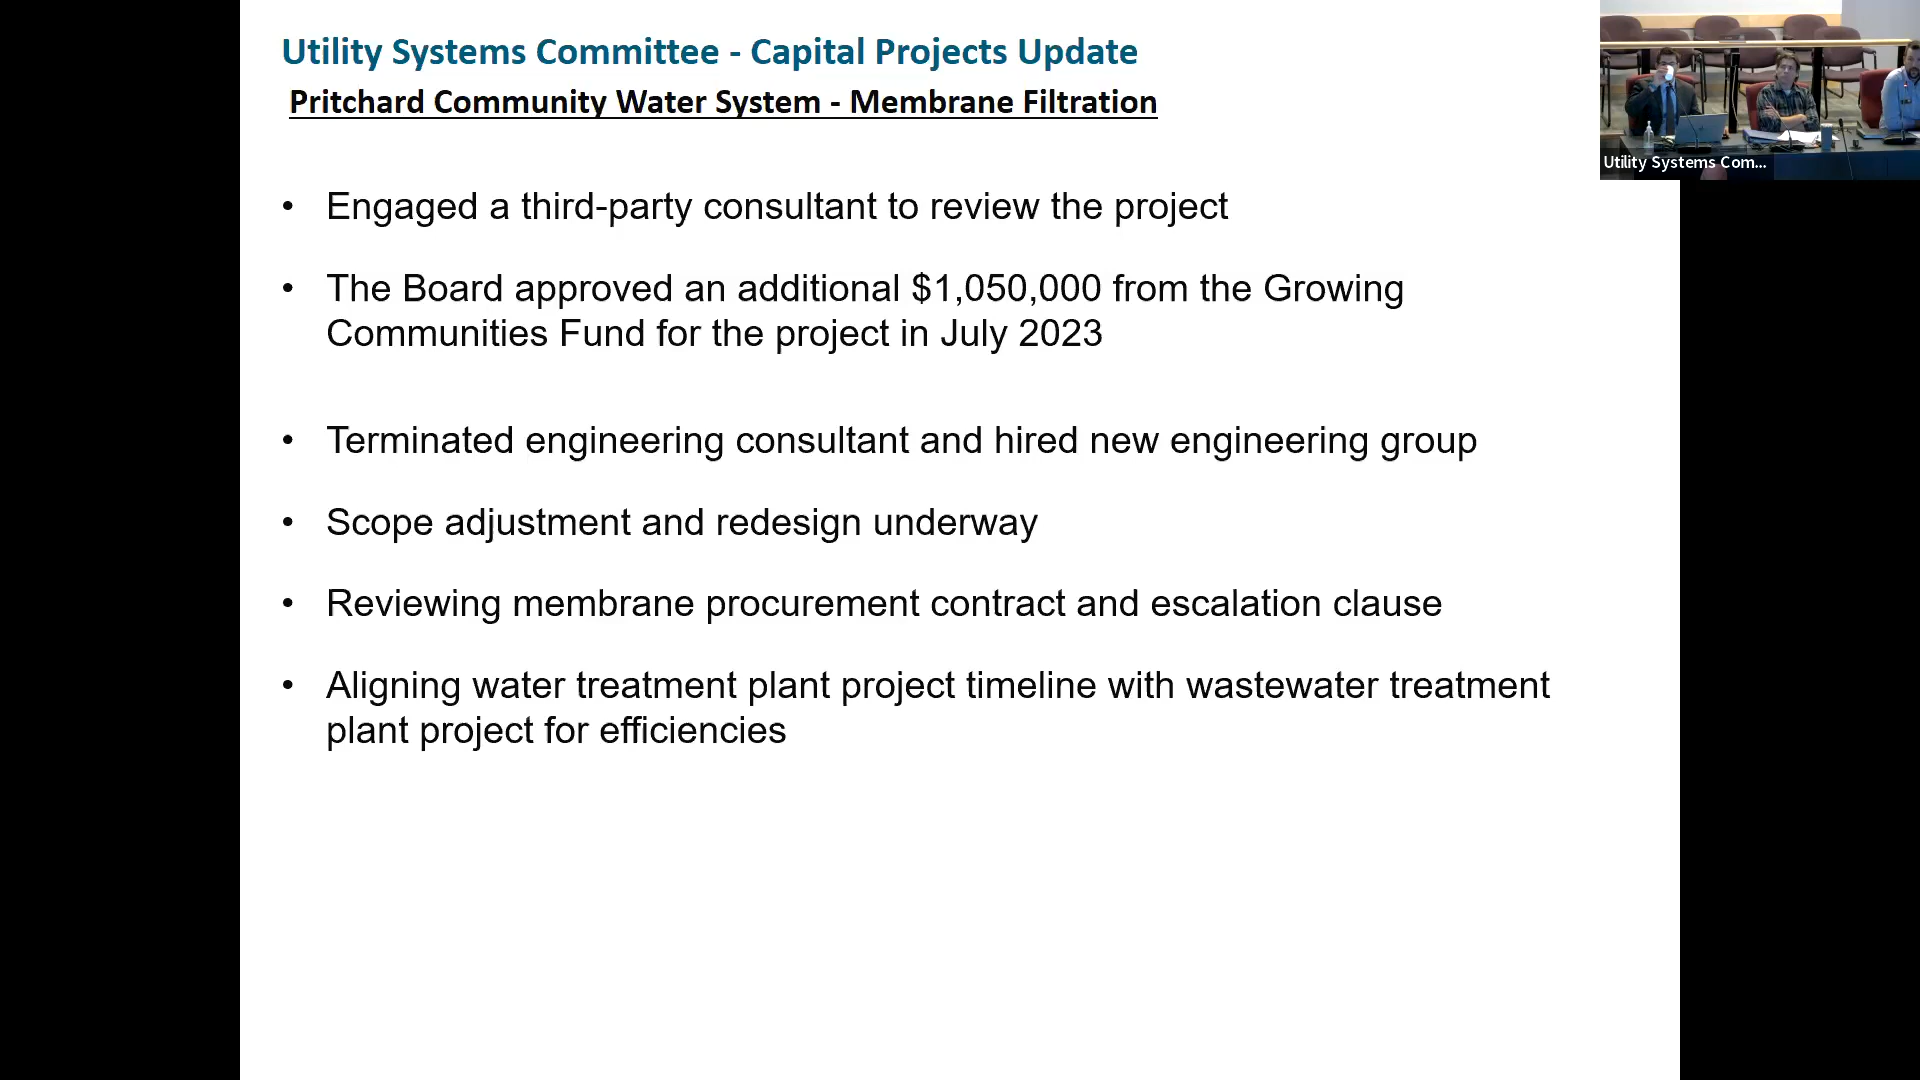 Utility Systems Committee - Capital Projects Update
Pritchard Community Water System - Membrane Filtration
Utility Systems Com...
• Engaged a third-party consultant to review the project
• The Board approved an additional $1,050,000 from the Growing
Communities Fund for the project in July 2023
• Terminated engineering consultant and hired new engineering group
• Scope adjustment and redesign underway
• Reviewing membrane procurement contract and escalation clause
• Aligning water treatment plant project timeline with wastewater treatment
plant project for efficiencies